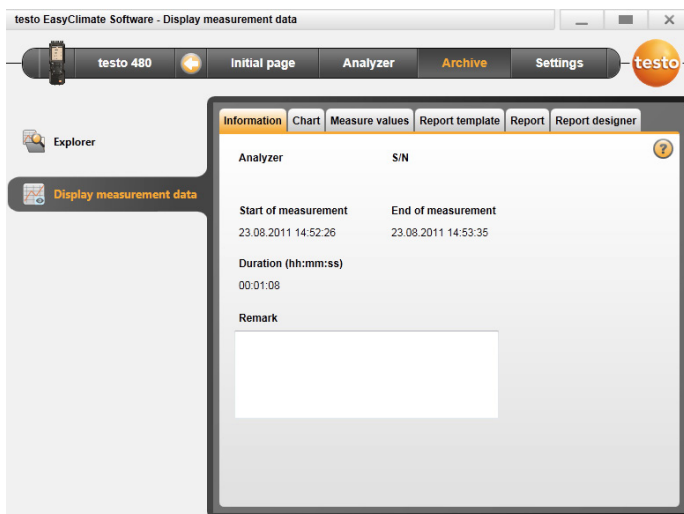 testo EasyClimate Software - Display measurement data
testo 480 Initial page Analyzer Archive Settings testo
Information Chart Measure values Report template Report Report designer
Explorer
Display measurement data
?
Analyzer S/N
Start of measurement End of measurement
23.08.2011 14:52:26 23.08.2011 14:53:35
Duration (hh:mm:ss)
00:01:08
Remark